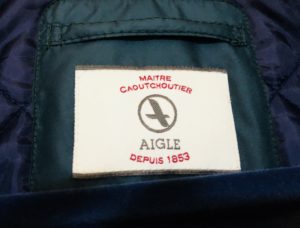 MAITRE
CAOUTCHOUTIER
AIGLE
DEPUIS 1853